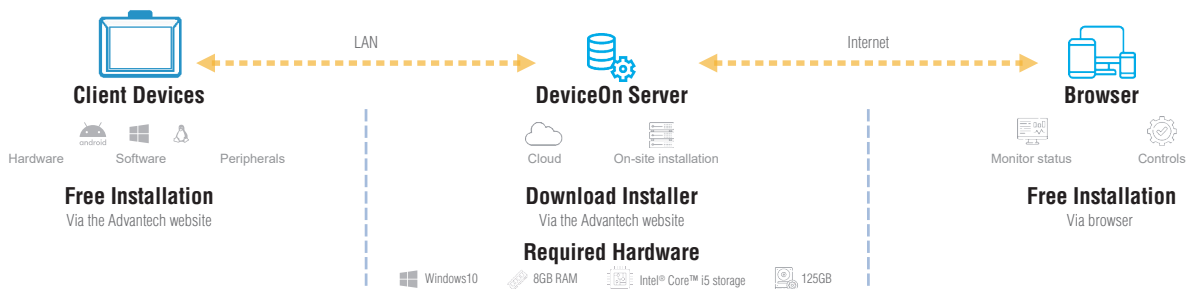 LAN
Internet
Client Devices
DeviceOn Server
Browser
android
Hardware
Software
Peripherals
Cloud
On-site installation
Monitor status
Controls
Free Installation
Via the Advantech website
Download Installer
Via the Advantech website
Free Installation
Via browser
Required Hardware
Windows10
8GB RAM
Intel® Core™ i5 storage
125GB